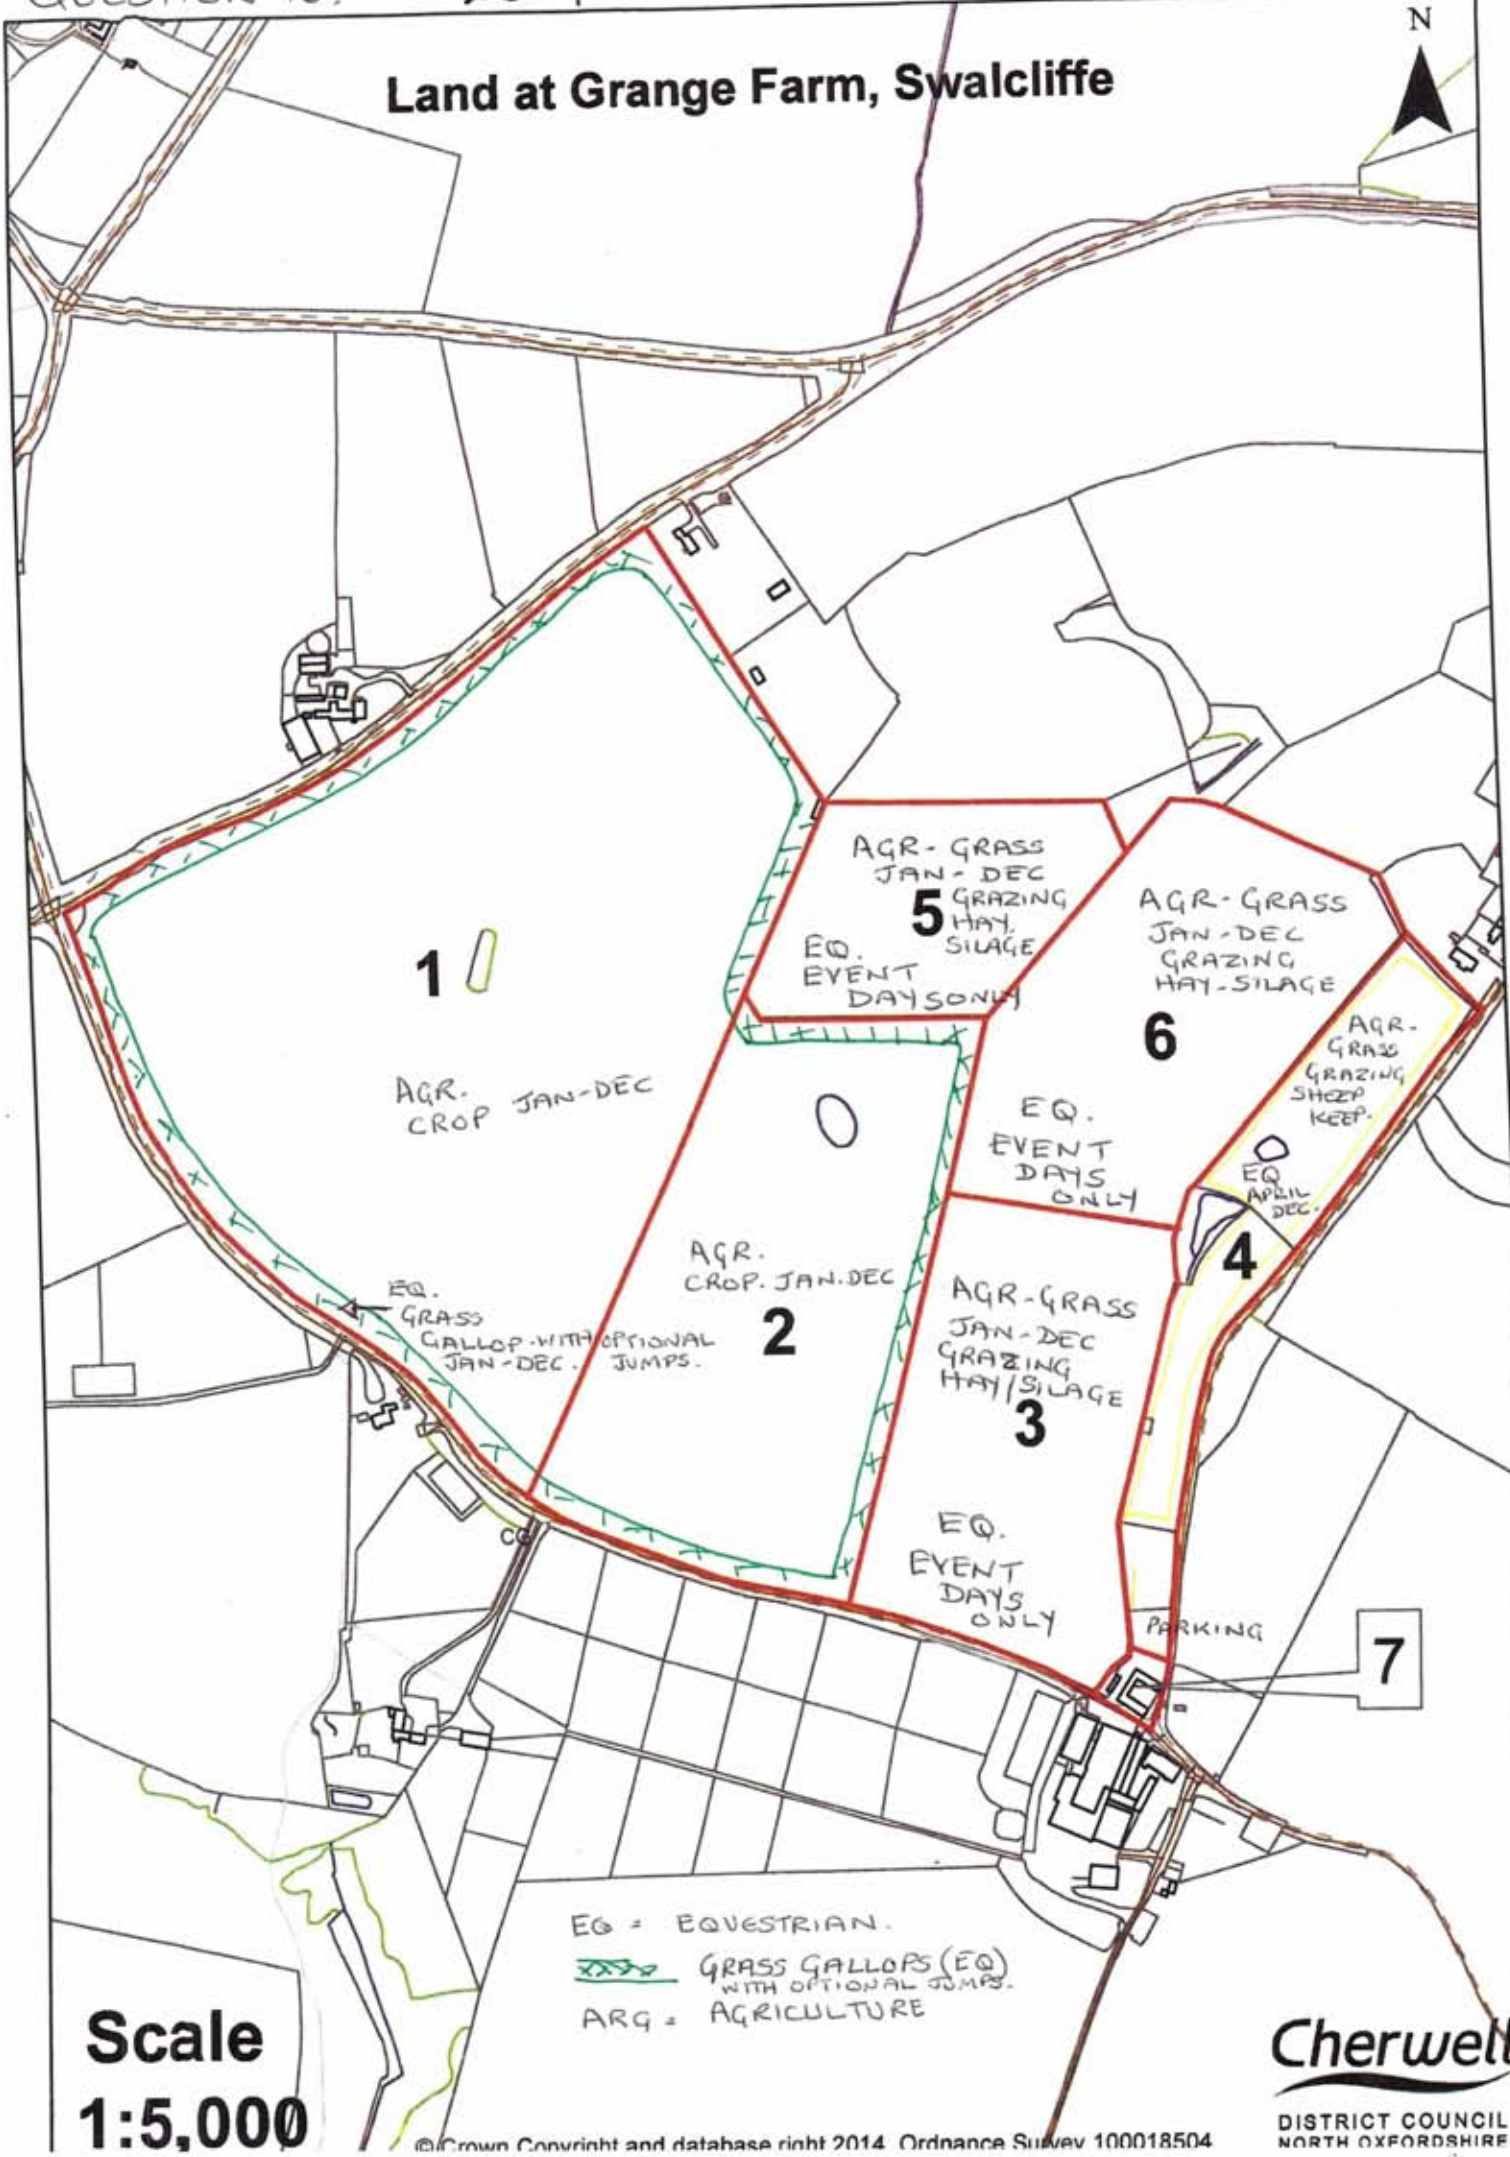 QUESTION 10.
N
Land at Grange Farm, Swalcliffe
AGR- GRASS
JAN- DEC
5 GRAZING
HAY.
SILAGE
EQ.
EVENT
DAYS ONLY
AGR-GRASS
JAN-DEC
GRAZING
HAY-SILAGE
6
EQ.
EVENT
DAYS
ONLY
AGR.
GRASS
GRAZING
SHEEP
KEEP.
EQ
APRIL
DEC.
4
1
AGR.
CROP JAN-DEC
EQ.
GRASS
GALLOP-WITH OPTIONAL
JAN-DEC. JUMPS.
AGR.
CROP. JAN.DEC
2
AGR-GRASS
JAN-DEC
GRAZING
HAY/SILAGE
3
EQ.
EVENT
DAYS
ONLY
PARKING
7
CG
EQ = EQUESTRIAN.
GRASS GALLOPS (EQ)
WITH OPTIONAL JUMPS.
ARG = AGRICULTURE
Scale
1:5,000
Cherwell
DISTRICT COUNCIL
NORTH OXFORDSHIRE
© Crown Copyright and database right 2014. Ordnance Survey 100018504